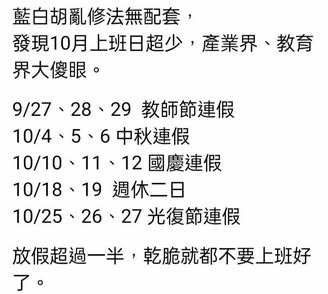 藍白胡亂修法無配套，
發現10月上班日超少，產業界、教育
界大傻眼。
9/27、28、29 教師節連假
10/4、5、6 中秋連假
10/10、11、12 國慶連假
10/18、19 週休二日
10/25、26、27 光復節連假
放假超過一半，乾脆就都不要上班好
了。